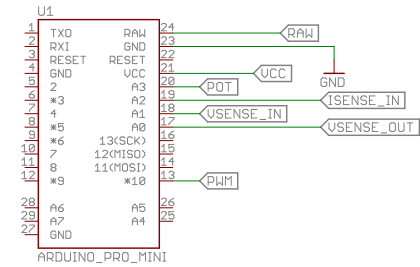 U1
1 TXO RAW 24 RAW
2 RXI GND 23
3 RESET RESET 22
4 GND VCC 21 VCC
5 2 A3 20 POT
6 *3 A2 19 ISENSE_IN
7 4 A1 18 VSENSE_IN
8 *5 A0 17 VSENSE_OUT
9 *6 13(SCK) 16
10 7 12(MISO) 15
11 8 11(MOSI) 14
12 *9 *10 13 PWM
28 A6 A5 26
29 A7 A4 25
27 GND
GND
ARDUINO_PRO_MINI